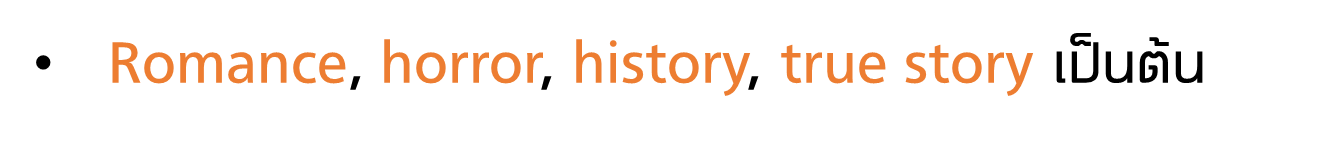 • Romance, horror, history, true story เป็นต้น